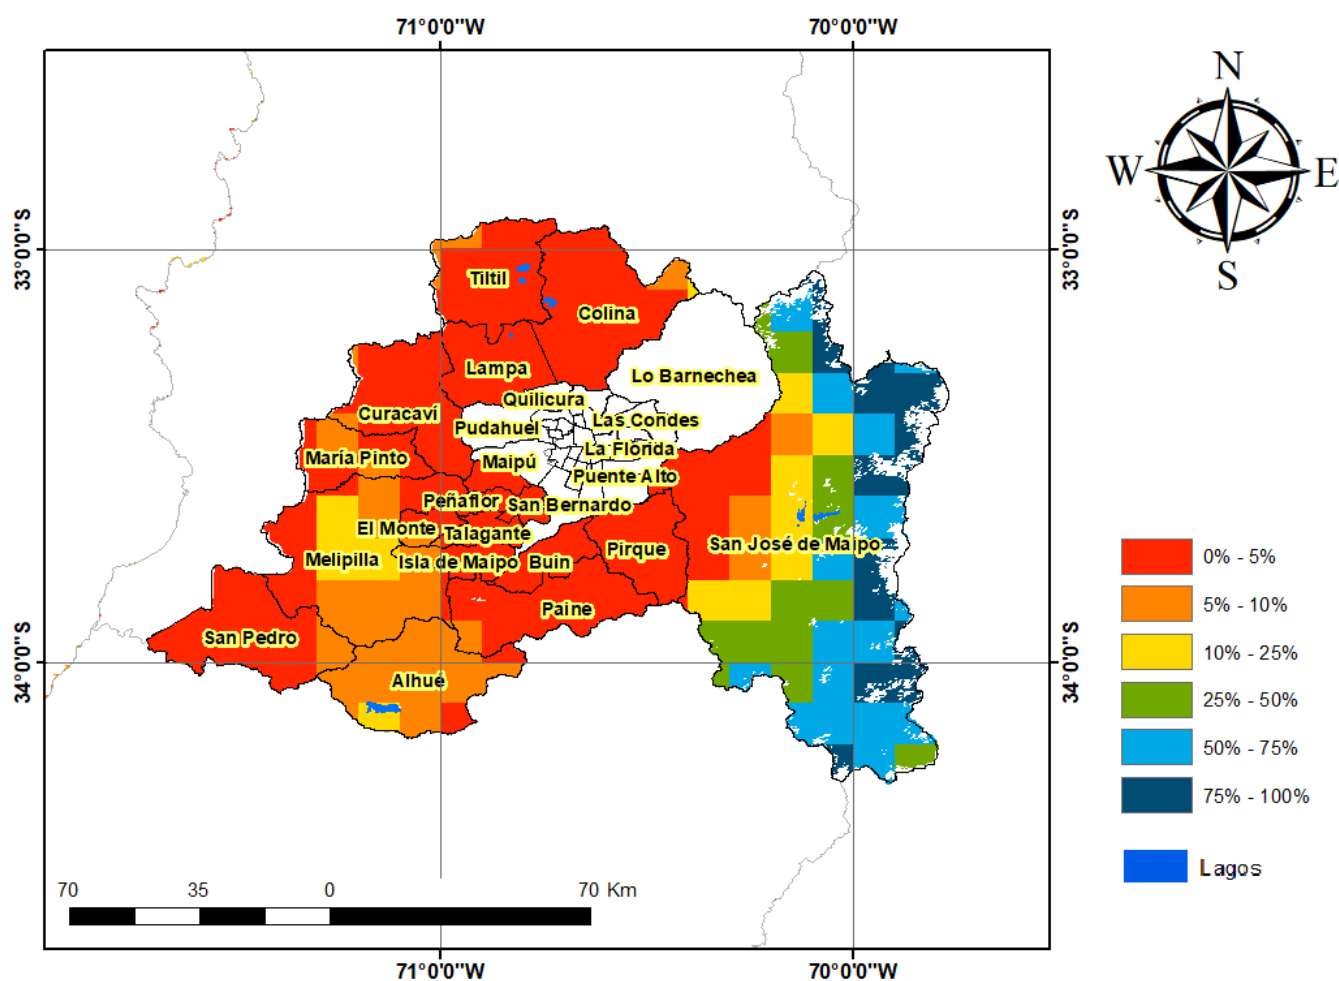 71°0'0"W
70°0'0"W
N
W
E
S
33°0'0"S
33°0'0"S
Tiltil
Colina
Lampa
Lo Barnechea
Quilicura
Curacaví
Pudahuel
Las Condes
María Pinto
Maipú
La Florida
Puente Alto
Peñaflor
San Bernardo
El Monte
Talagante
Melipilla
Isla de Maipo
Buin
Pirque
San José de Maipo
Paine
San Pedro
Alhué
34°0'0"S
34°0'0"S
0% - 5%
5% - 10%
10% - 25%
25% - 50%
50% - 75%
75% - 100%
Lagos
70
35
0
70 Km
71°0'0"W
70°0'0"W